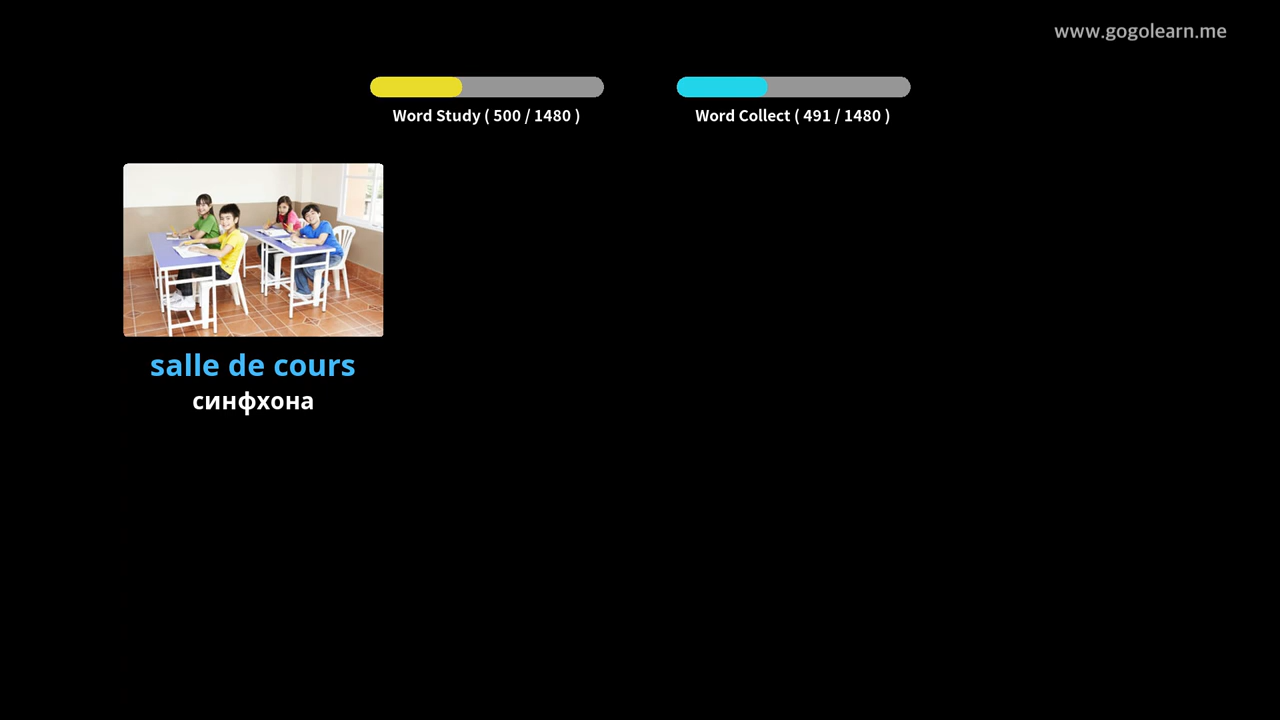 www.gogolearn.me
Word Study ( 500 / 1480 )
Word Collect ( 491 / 1480 )
salle de cours
синфхона